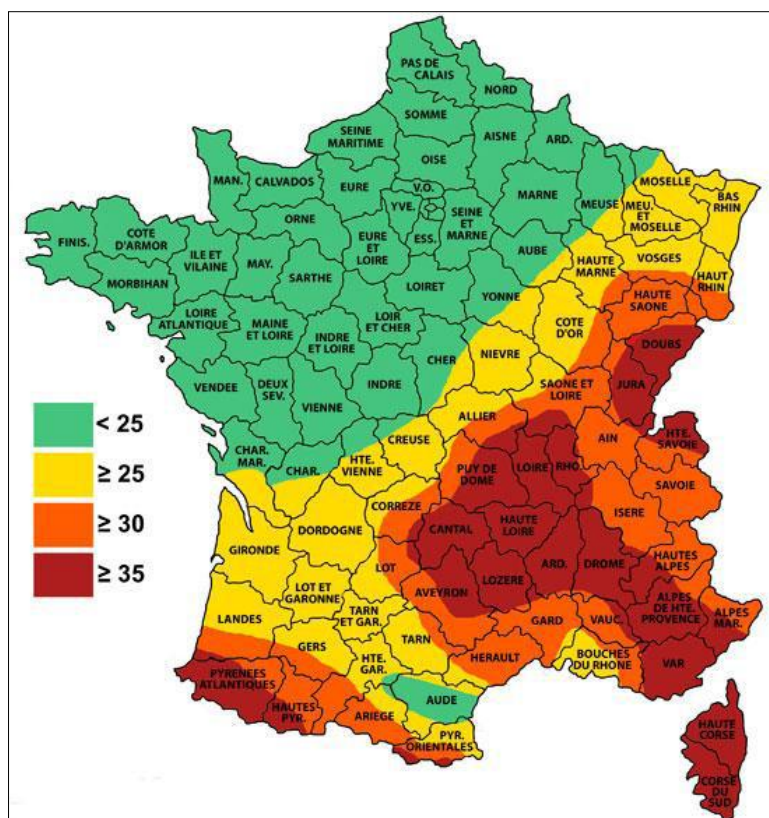 PAS DE
CALAIS
NORD
SOMME
SEINE
MARITIME
AISNE
ARD.
OISE
MAN.
CALVADOS
EURE
V.O.
MARNE
MEUSE
MOSELLE
BAS
RHIN
MEU.
ET
MOSELLE
YVE.
SEINE
ET
MARNE
ORNE
ESS.
FINIS.
COTE
D'ARMOR
ILE ET
VILAINE
MAY.
EURE
ET
LOIRE
AUBE
HAUTE
MARNE
VOSGES
HAUT
RHIN
MORBIHAN
SARTHE
LOIRET
YONNE
HAUTE
SAONE
LOIRE
ATLANTIQUE
MAINE
ET LOIRE
LOIR
ET CHER
INDRE
ET LOIRE
COTE
D'OR
DOUBS
CHER
NIEVRE
VENDEE
DEUX
SEV.
VIENNE
INDRE
SAONE ET
LOIRE
JURA
ALLIER
< 25
≥ 25
≥ 30
≥ 35
CHAR.
MAR.
CHAR.
HTE.
VIENNE
CREUSE
PUY DE
DOME
LOIRE
RHO.
AIN
HTE.
SAVOIE
SAVOIE
CORREZE
ISERE
GIRONDE
DORDOGNE
CANTAL
HAUTE
LOIRE
LOT
AVEYRON
LOZERE
ARD.
DROME
HAUTES
ALPES
LOT ET
GARONNE
LANDES
TARN
ET GAR.
TARN
GARD
VAUC.
ALPES
DE HTE.
PROVENCE
ALPES
MAR.
GERS
HTE.
GAR.
HERAULT
BOUCHES
DU RHONE
VAR
PYRENEES
ATLANTIQUES
HAUTES
PYR.
ARIEGE
AUDE
PYR.
ORIENTALES
HAUTE
CORSE
CORSE
DU
SUD